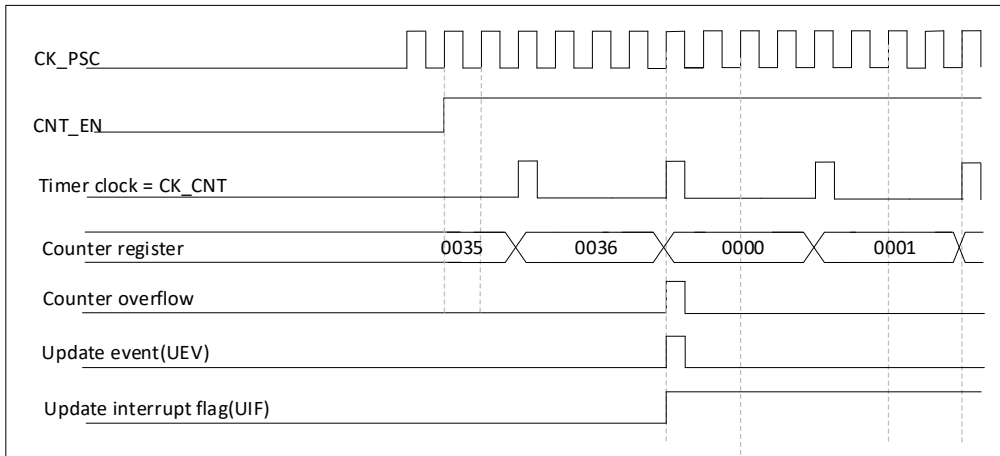 CK_PSC
CNT_EN
Timer clock = CK_CNT
Counter register 0035 0036 0000 0001
Counter overflow
Update event(UEV)
Update interrupt flag(UIF)